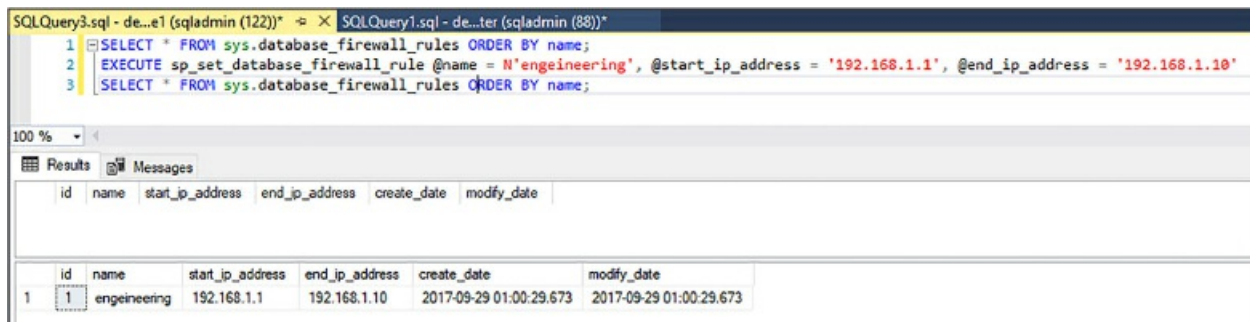 SQLQuery3.sql - de...e1 (sqladmin (122))* SQLQuery1.sql - de...ter (sqladmin (88))*
1 SELECT * FROM sys.database_firewall_rules ORDER BY name;
2 EXECUTE sp_set_database_firewall_rule @name = N'engeineering', @start_ip_address = '192.168.1.1', @end_ip_address = '192.168.1.10'
3 SELECT * FROM sys.database_firewall_rules ORDER BY name;
100 %
Results Messages
id name start_ip_address end_ip_address create_date modify_date
id name start_ip_address end_ip_address create_date modify_date
1 1 engeineering 192.168.1.1 192.168.1.10 2017-09-29 01:00:29.673 2017-09-29 01:00:29.673